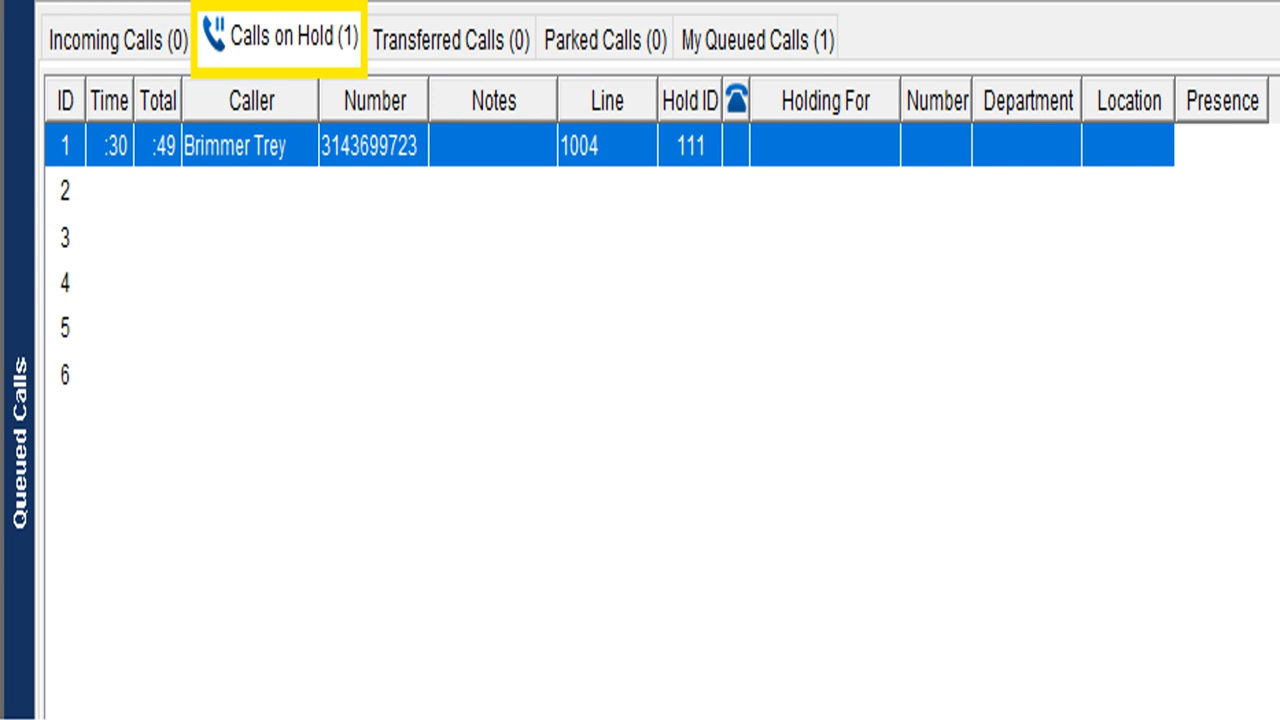 Incoming Calls (0) Calls on Hold (1) Transferred Calls (0) Parked Calls (0) My Queued Calls (1)
ID Time Total Caller Number Notes Line Hold ID Holding For Number Department Location Presence
1 :30 :49 Brimmer Trey 3143699723 1004 111
2
3
4
5
6
Queued Calls